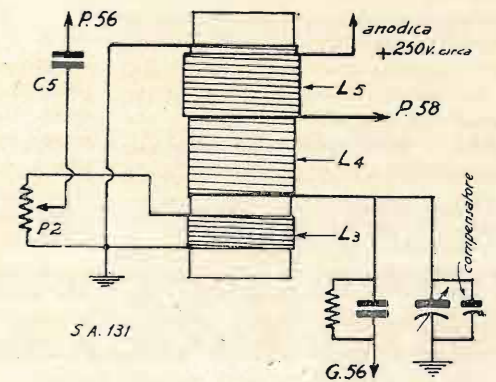 P.56
anodica
+250V. circa
C5
L5
P.58
L4
P2
L3
compensatore
S A. 131
G.56